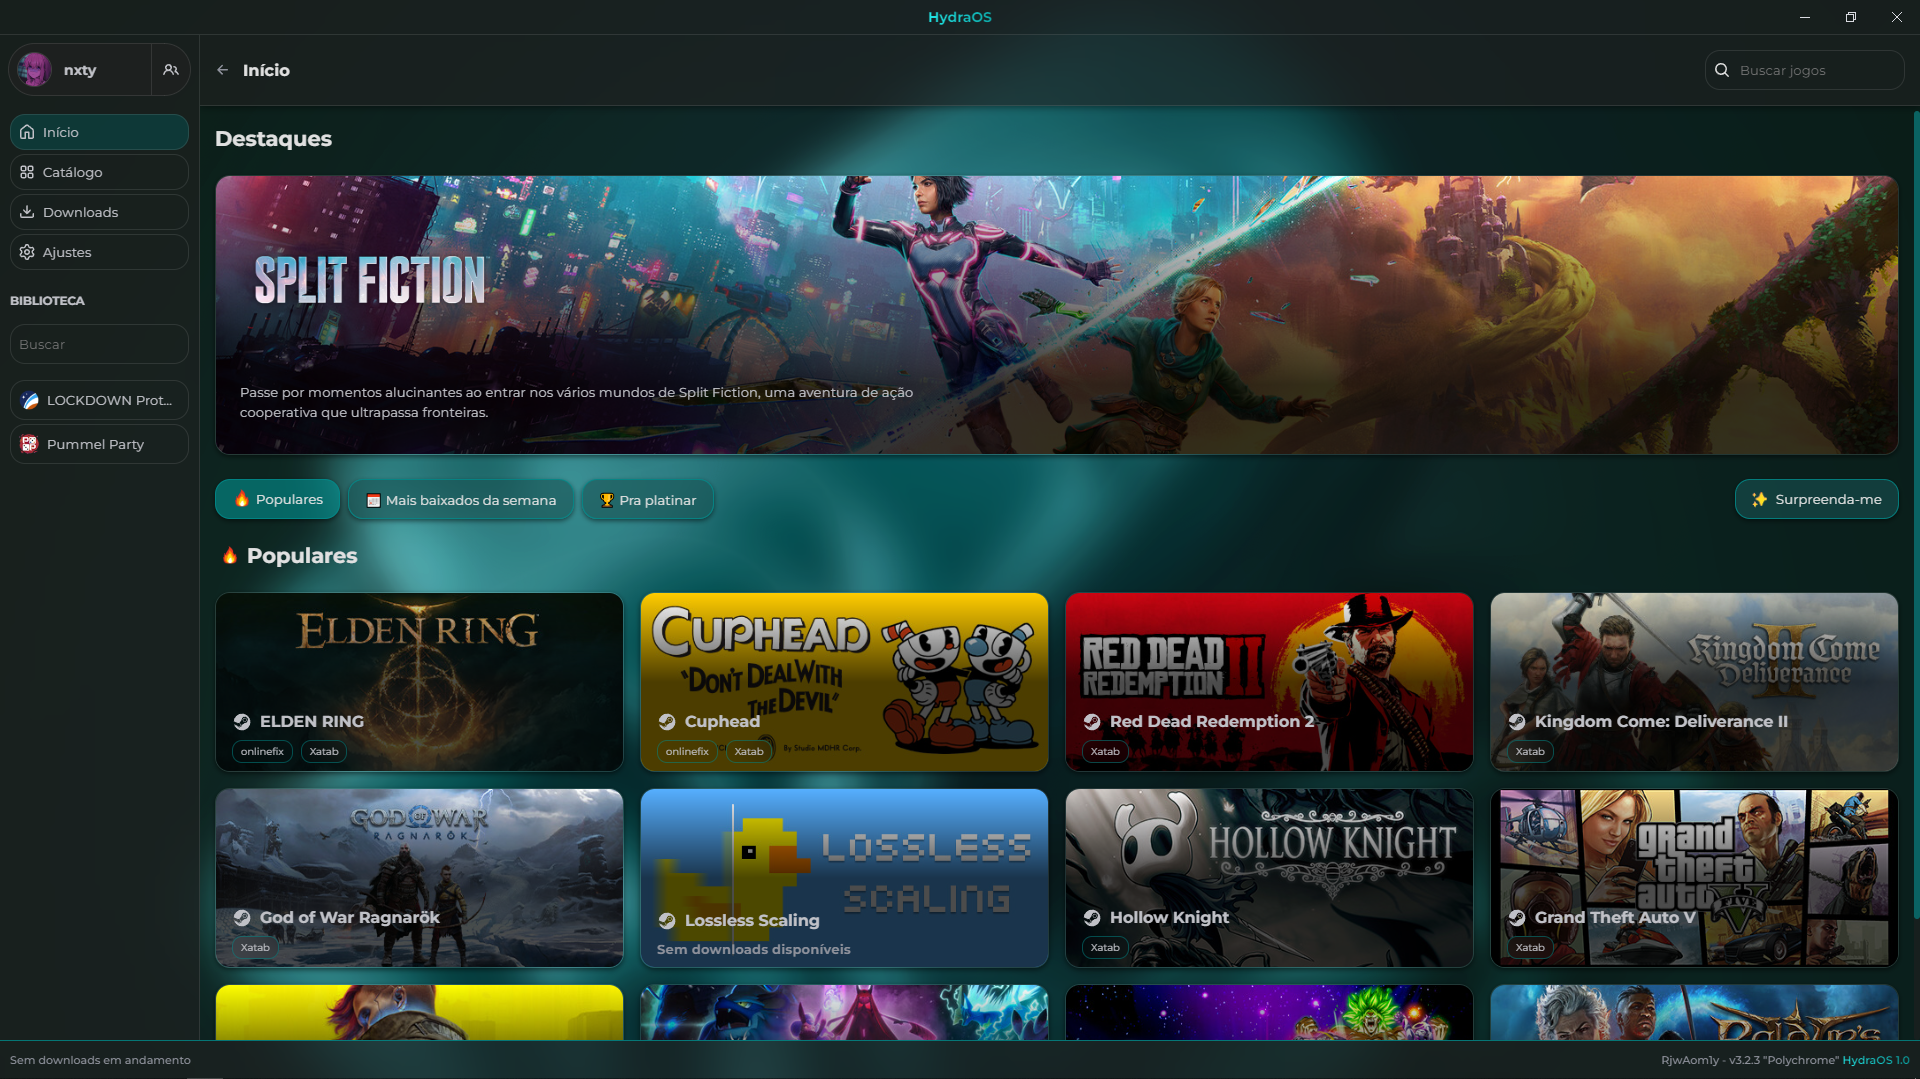 HydraOS
nxty
Início
Buscar jogos
Início
Catálogo
Downloads
Ajustes
BIBLIOTECA
Buscar
LOCKDOWN Prot...
Pummel Party
Destaques
SPLIT FICTION
Passe por momentos alucinantes ao entrar nos vários mundos de Split Fiction, uma aventura de ação
cooperativa que ultrapassa fronteiras.
Populares
Mais baixados da semana
Pra platinar
Surpreenda-me
Populares
ELDEN RING
ELDEN RING
onlinefix
Xatab
CUPHEAD
"DON'T DEAL WITH
THE DEVIL"
Cuphead
By Studio MDHR Corp.
onlinefix
Xatab
RED DEAD
REDEMPTION II
Red Dead Redemption 2
Xatab
Kingdom Come
Deliverance
II
Kingdom Come: Deliverance II
Xatab
GOD OF WAR
RAGNARÖK
God of War Ragnarök
Xatab
LOSSLESS
SCALING
Lossless Scaling
Sem downloads disponíveis
HOLLOW KNIGHT
Hollow Knight
Xatab
grand
theft
auto
V
FIVE
Grand Theft Auto V
Xatab
Sem downloads em andamento
RjwAom1y - v3.2.3 "Polychrome" HydraOS 1.0